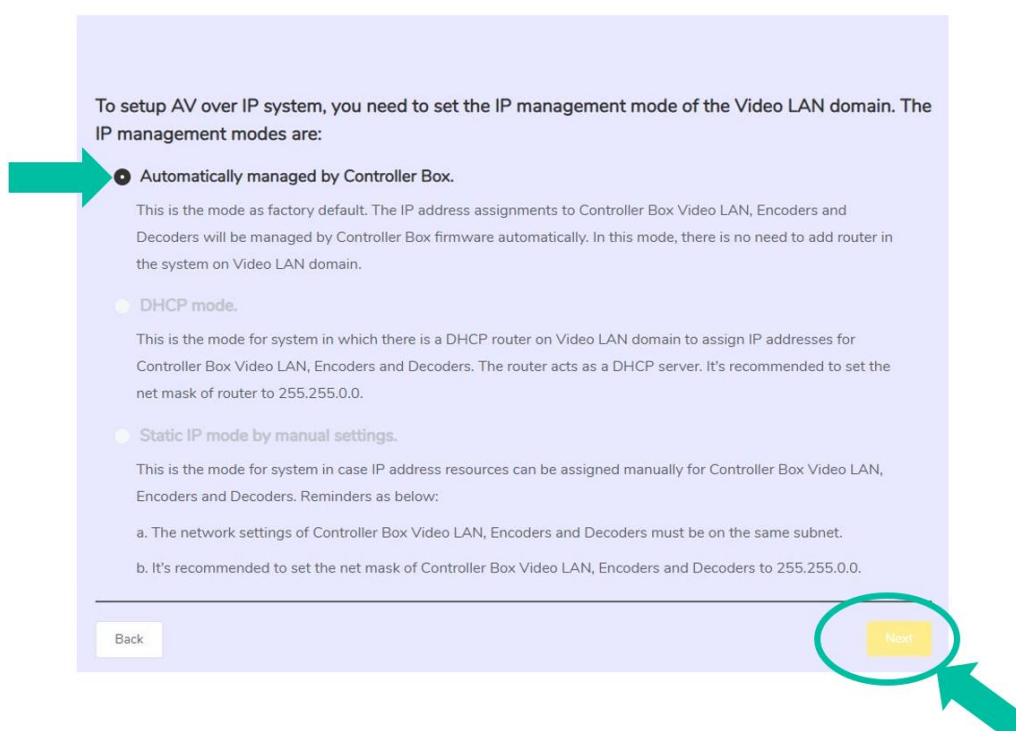 To setup AV over IP system, you need to set the IP management mode of the Video LAN domain. The
IP management modes are:
Automatically managed by Controller Box.
This is the mode as factory default. The IP address assignments to Controller Box Video LAN, Encoders and
Decoders will be managed by Controller Box firmware automatically. In this mode, there is no need to add router in
the system on Video LAN domain.
DHCP mode.
This is the mode for system in which there is a DHCP router on Video LAN domain to assign IP addresses for
Controller Box Video LAN, Encoders and Decoders. The router acts as a DHCP server. It's recommended to set the
net mask of router to 255.255.0.0.
Static IP mode by manual settings.
This is the mode for system in case IP address resources can be assigned manually for Controller Box Video LAN,
Encoders and Decoders. Reminders as below:
a. The network settings of Controller Box Video LAN, Encoders and Decoders must be on the same subnet.
b. It's recommended to set the net mask of Controller Box Video LAN, Encoders and Decoders to 255.255.0.0.
Back
Next